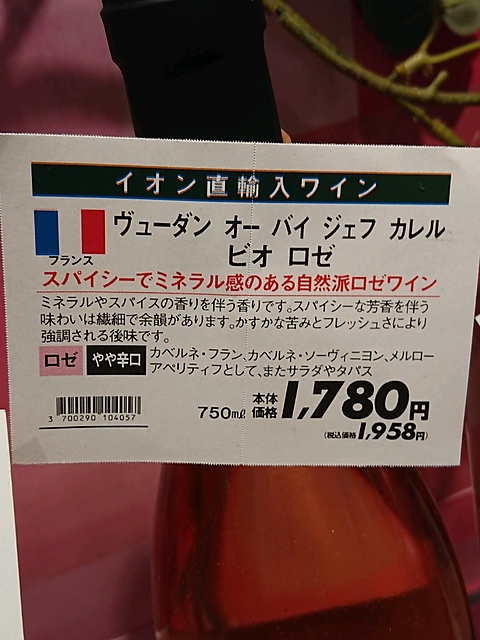 イオン直輸入ワイン
ヴューダン オー バイ ジェフ カレル
ビオ ロゼ
フランス
スパイシーでミネラル感のある自然派ロゼワイン
ミネラルやスパイスの香りを伴う香りです。スパイシーな芳香を伴う
味わいは繊細で余韻があります。かすかな苦みとフレッシュさにより
強調される後味です。
ロゼ やや辛口 カベルネ・フラン、カベルネ・ソーヴィニヨン、メルロー
アペリティフとして、またサラダやタパス
3 700290 104057
750mℓ 本体価格 1,780円
(税込価格1,958円)